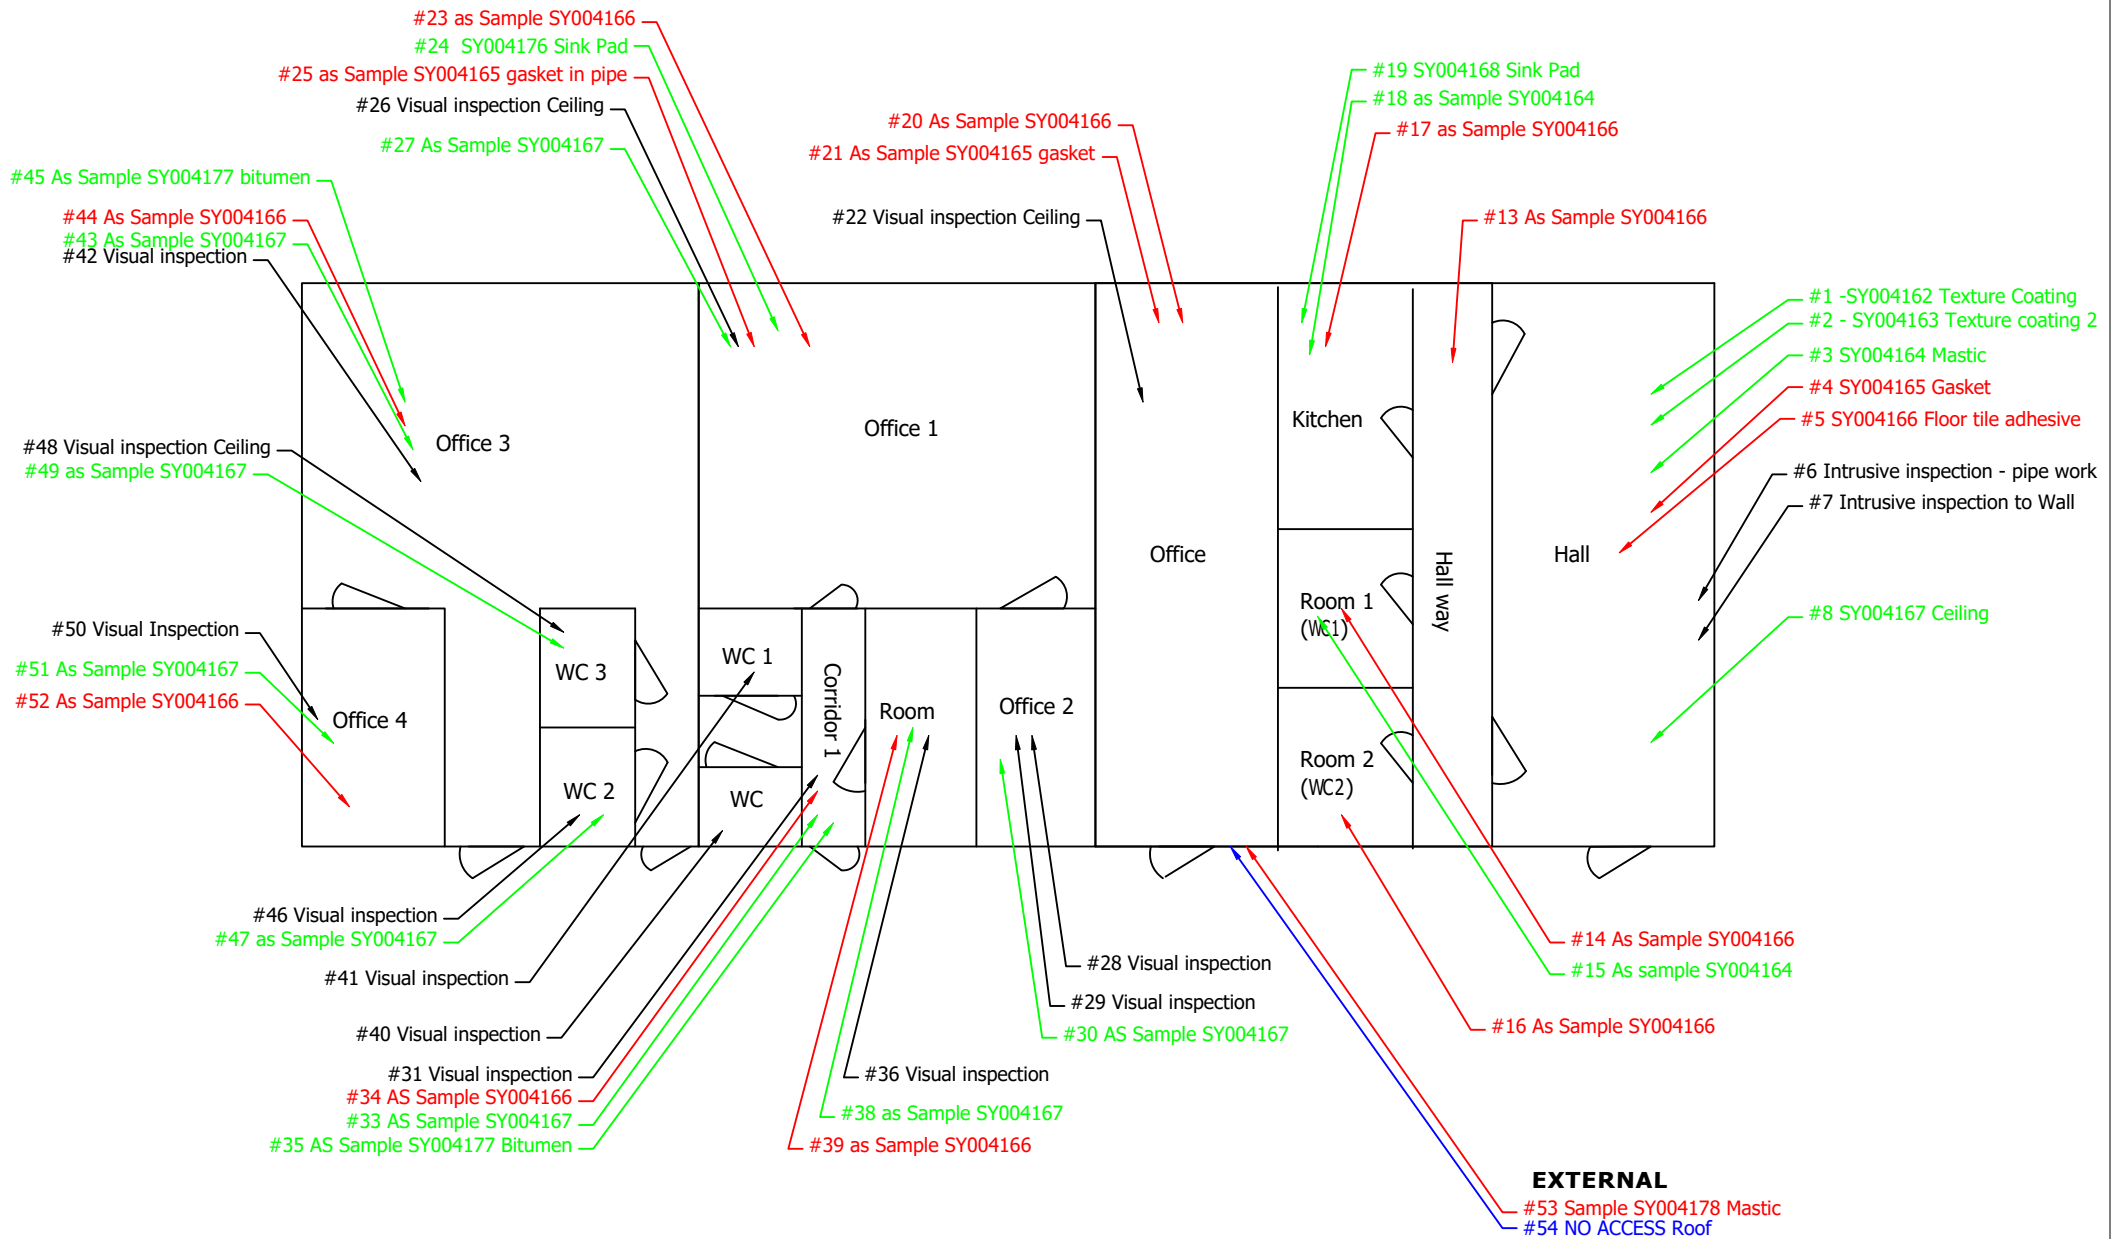 #23 as Sample SY004166
#24  SY004176 Sink Pad
#25 as Sample SY004165 gasket in pipe
#26 Visual inspection Ceiling
#27 As Sample SY004167
#19 SY004168 Sink Pad
#18 as Sample SY004164
#17 as Sample SY004166
#20 As Sample SY004166
#21 As Sample SY004165 gasket
#22 Visual inspection Ceiling
#13 As Sample SY004166
#45 As Sample SY004177 bitumen
#44 As Sample SY004166
#43 As Sample SY004167
#42 Visual inspection
#1 -SY004162 Texture Coating
#2 - SY004163 Texture coating 2
#3 SY004164 Mastic
#4 SY004165 Gasket
#5 SY004166 Floor tile adhesive
#6 Intrusive inspection - pipe work
#7 Intrusive inspection to Wall
#8 SY004167 Ceiling
#48 Visual inspection Ceiling
#49 as Sample SY004167
#50 Visual Inspection
#51 As Sample SY004167
#52 As Sample SY004166
Office 3
Office 1
Kitchen
Office
Hall
Hall way
Room 1
(WC1)
Room 2
(WC2)
WC 3
WC 1
Corridor 1
Room
Office 2
Office 4
WC 2
WC
#46 Visual inspection
#47 as Sample SY004167
#41 Visual inspection
#40 Visual inspection
#31 Visual inspection
#34 AS Sample SY004166
#33 AS Sample SY004167
#35 AS Sample SY004177 Bitumen
#28 Visual inspection
#29 Visual inspection
#30 AS Sample SY004167
#36 Visual inspection
#38 as Sample SY004167
#39 as Sample SY004166
#14 As Sample SY004166
#15 As sample SY004164
#16 As Sample SY004166
EXTERNAL
#53 Sample SY004178 Mastic
#54 NO ACCESS Roof